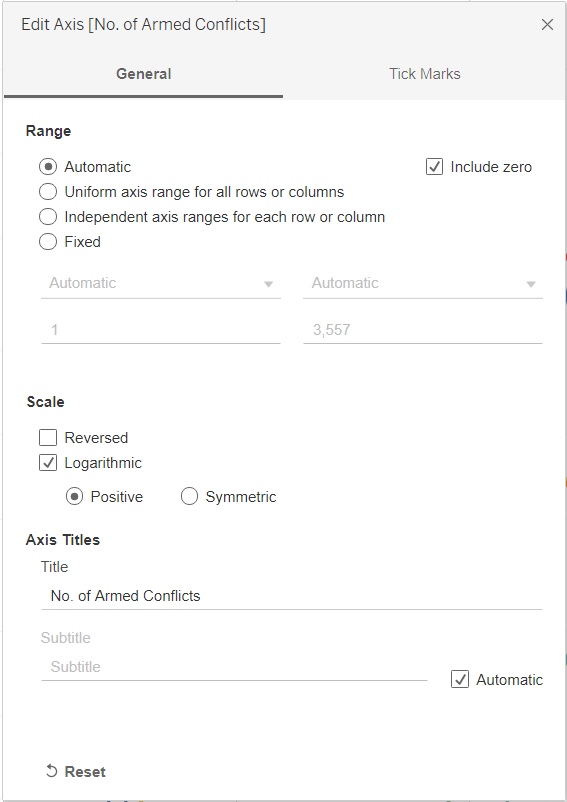 Edit Axis [No. of Armed Conflicts]
General Tick Marks
Range
Automatic Include zero
Uniform axis range for all rows or columns
Independent axis ranges for each row or column
Fixed
Automatic Automatic
1 3,557
Scale
Reversed
Logarithmic
Positive Symmetric
Axis Titles
Title
No. of Armed Conflicts
Subtitle
Subtitle Automatic
Reset